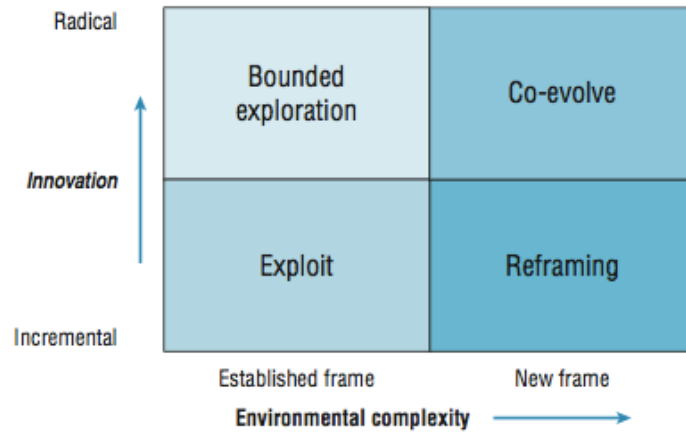 Radical
Bounded
exploration
Co-evolve
Innovation
Exploit
Reframing
Incremental
Established frame
New frame
Environmental complexity